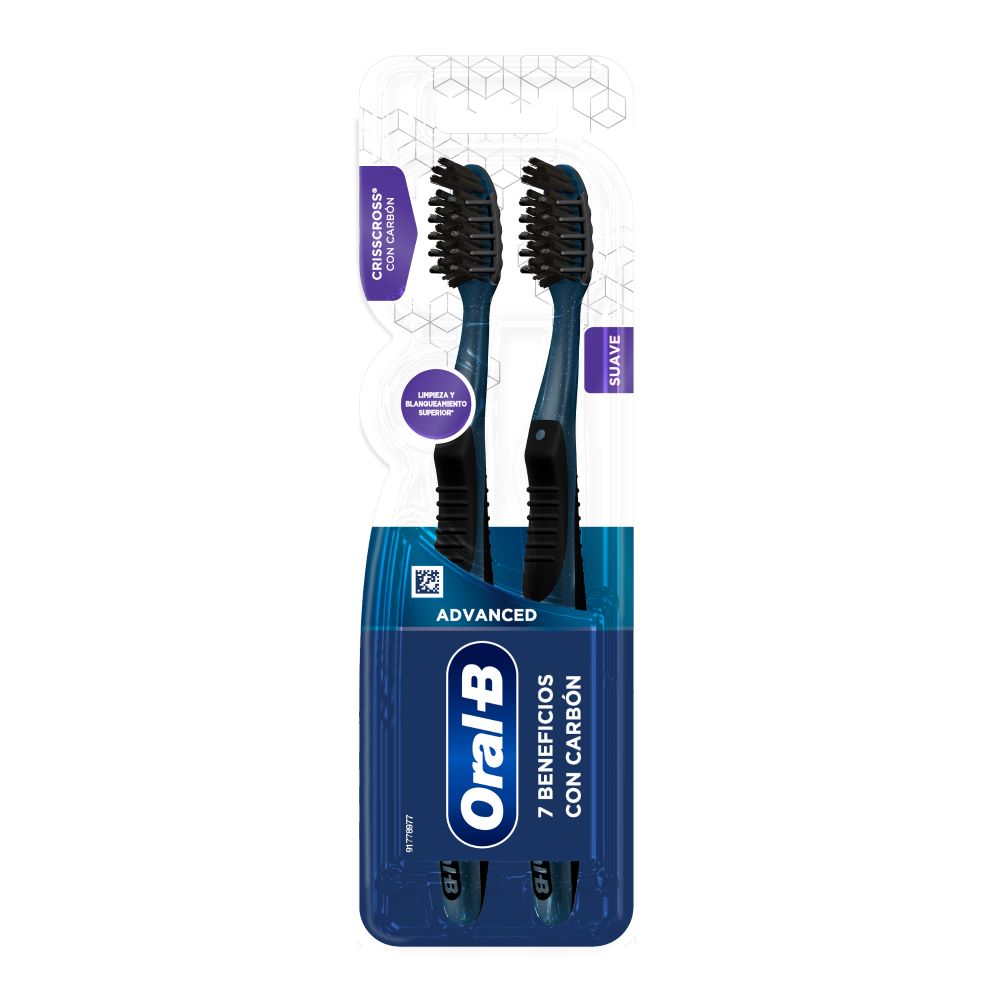 CRISSCROSS®
CON CARBÓN
SUAVE
LIMPIEZA Y
BLANQUEAMIENTO
SUPERIOR*
ADVANCED
Oral-B
7 BENEFICIOS
CON CARBÓN
91778977